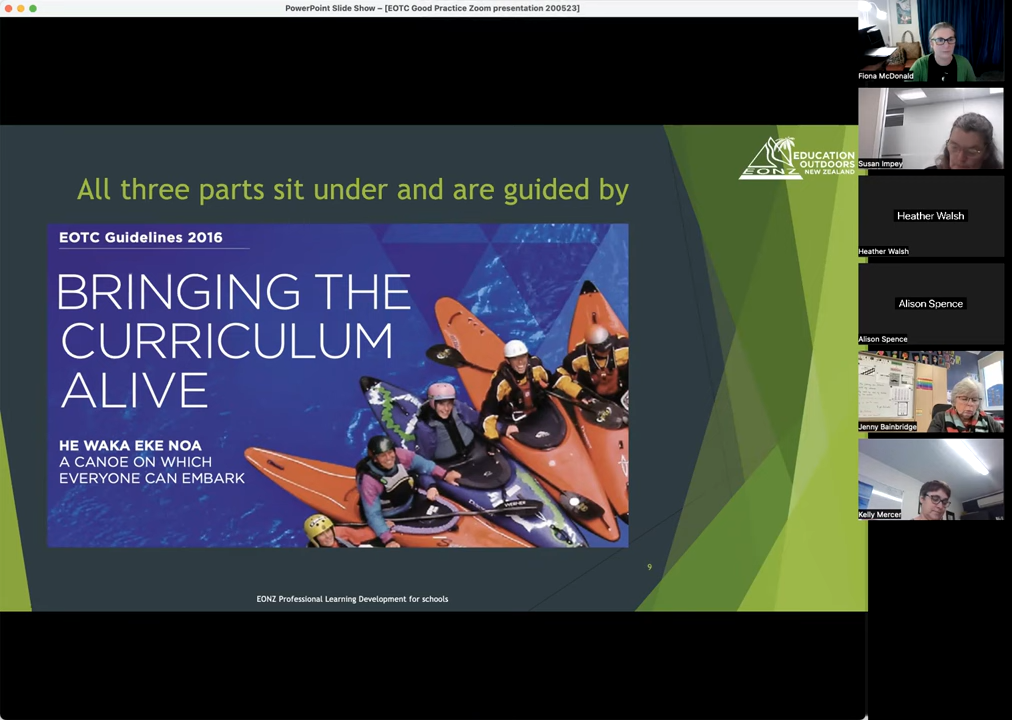 PowerPoint Slide Show – [EOTC Good Practice Zoom presentation 200523]
All three parts sit under and are guided by
EONZ
EDUCATION
OUTDOORS
NEW ZEALAND
EOTC Guidelines 2016
BRINGING THE
CURRICULUM
ALIVE
HE WAKA EKE NOA
A CANOE ON WHICH
EVERYONE CAN EMBARK
9
EONZ Professional Learning Development for schools
Fiona McDonald
Susan Impey
Heather Walsh
Heather Walsh
Alison Spence
Alison Spence
Jenny Bainbridge
Kelly Mercer